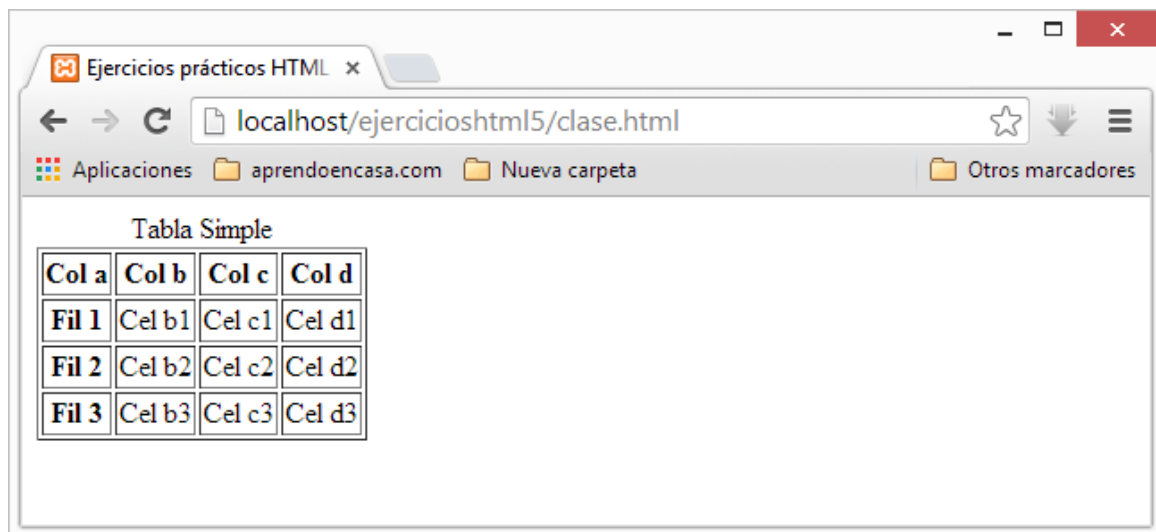 Ejercicios prácticos HTML
localhost/ejercicioshtml5/clase.html
Aplicaciones aprendoencasa.com Nueva carpeta Otros marcadores
Tabla Simple
Col a Col b Col c Col d
Fil 1 Cel b1 Cel c1 Cel d1
Fil 2 Cel b2 Cel c2 Cel d2
Fil 3 Cel b3 Cel c3 Cel d3